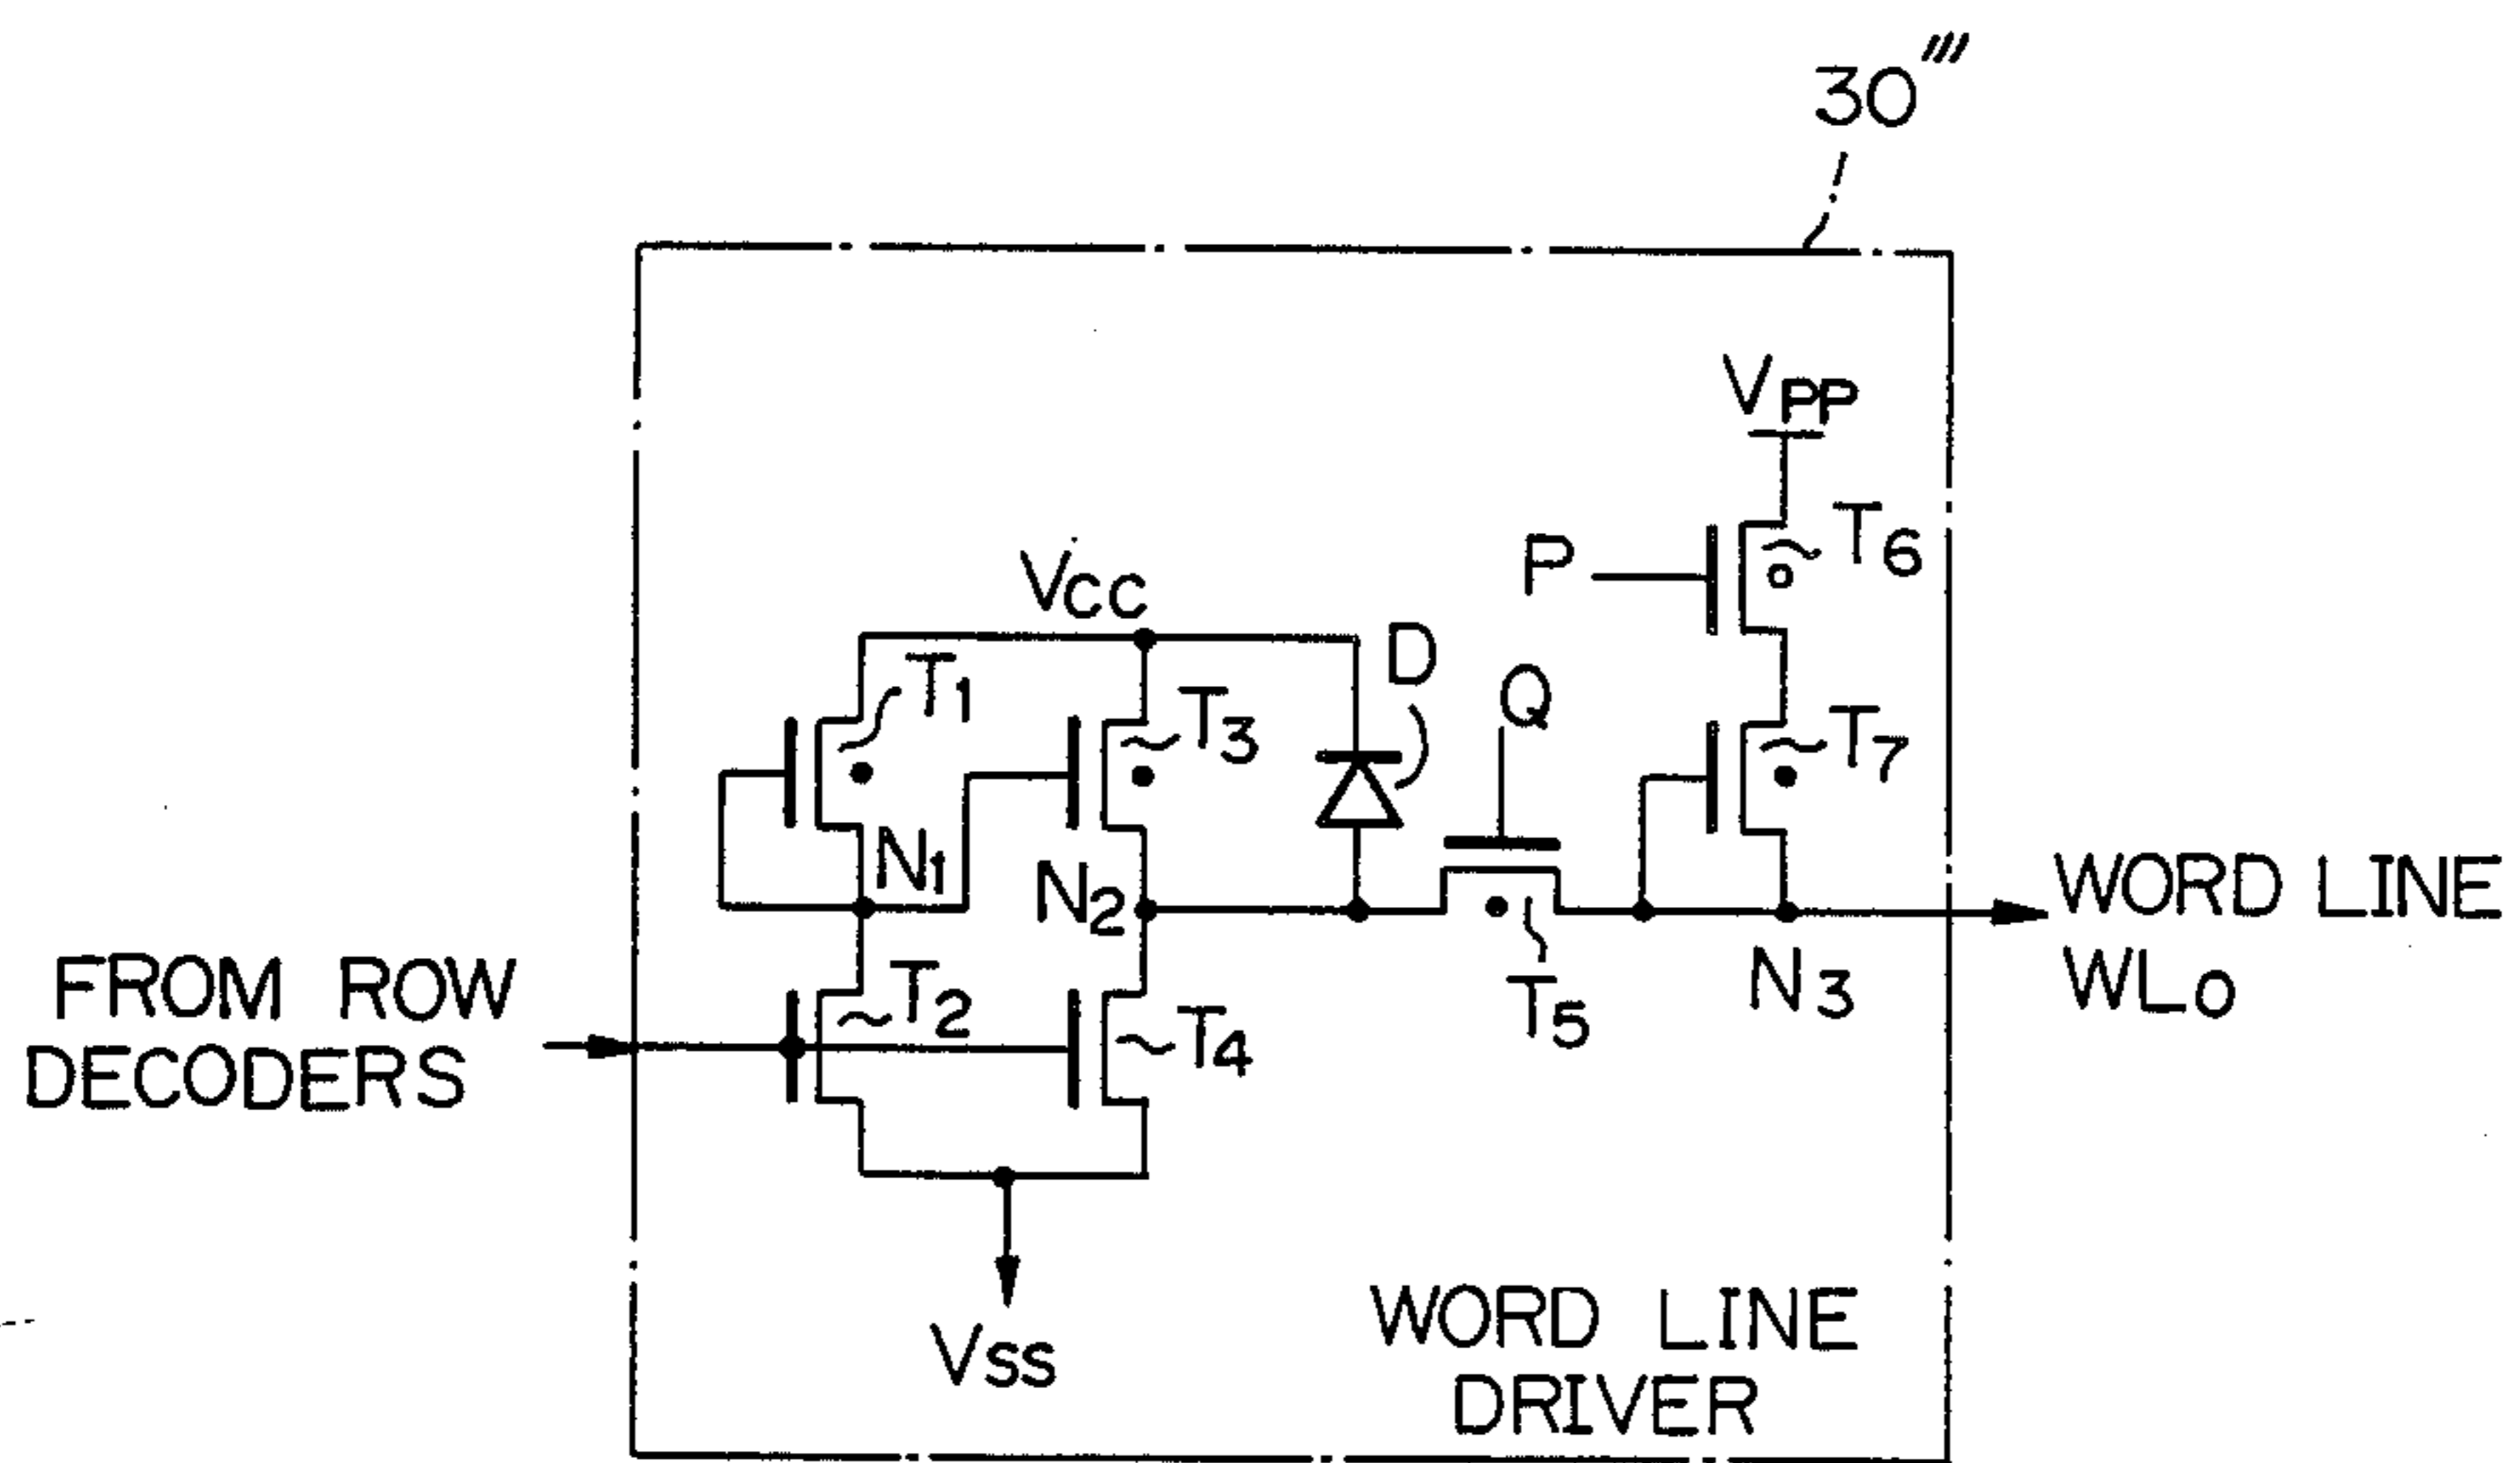 30‴
VPP
T6
P
VCC
D
Q
T1
T3
T7
N1
N2
WORD LINE
WL0
FROM ROW
DECODERS
T2
T4
T5
N3
VSS
WORD LINE
DRIVER